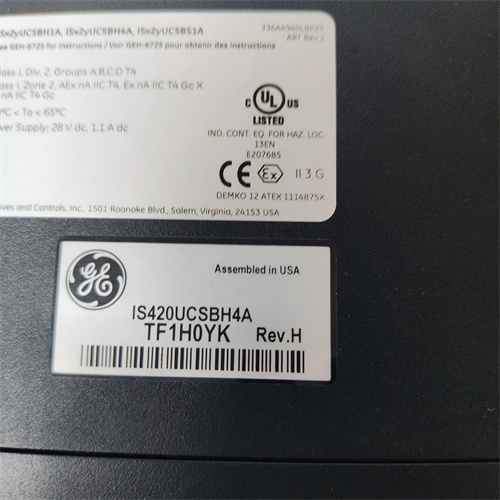 ISx2yUCSBH1A, ISx2yUCSBH4A, ISx2yUCSBS1A
See GEH-6725 for instructions / Voir GEH-6725 pour obtenir des instructions
336A4940LBP25
ART Rev E
Class I, Div. 2, Groups A,B,C,D T4
Class I, Zone 2, AEx nA IIC T4, Ex nA IIC T4 Gc X
nA IIC T4 Gc
°C < Ta < 65°C
Power Supply: 28 V dc, 1.1 A dc
C UL US
LISTED
IND. CONT. EQ. FOR HAZ. LOC.
13EN
E207685
CE Ex II 3 G
DEMKO 12 ATEX 1114875X
ives and Controls, Inc., 1501 Roanoke Blvd., Salem, Virginia, 24153 USA
GE
Assembled in USA
IS420UCSBH4A
TF1H0YK Rev.H